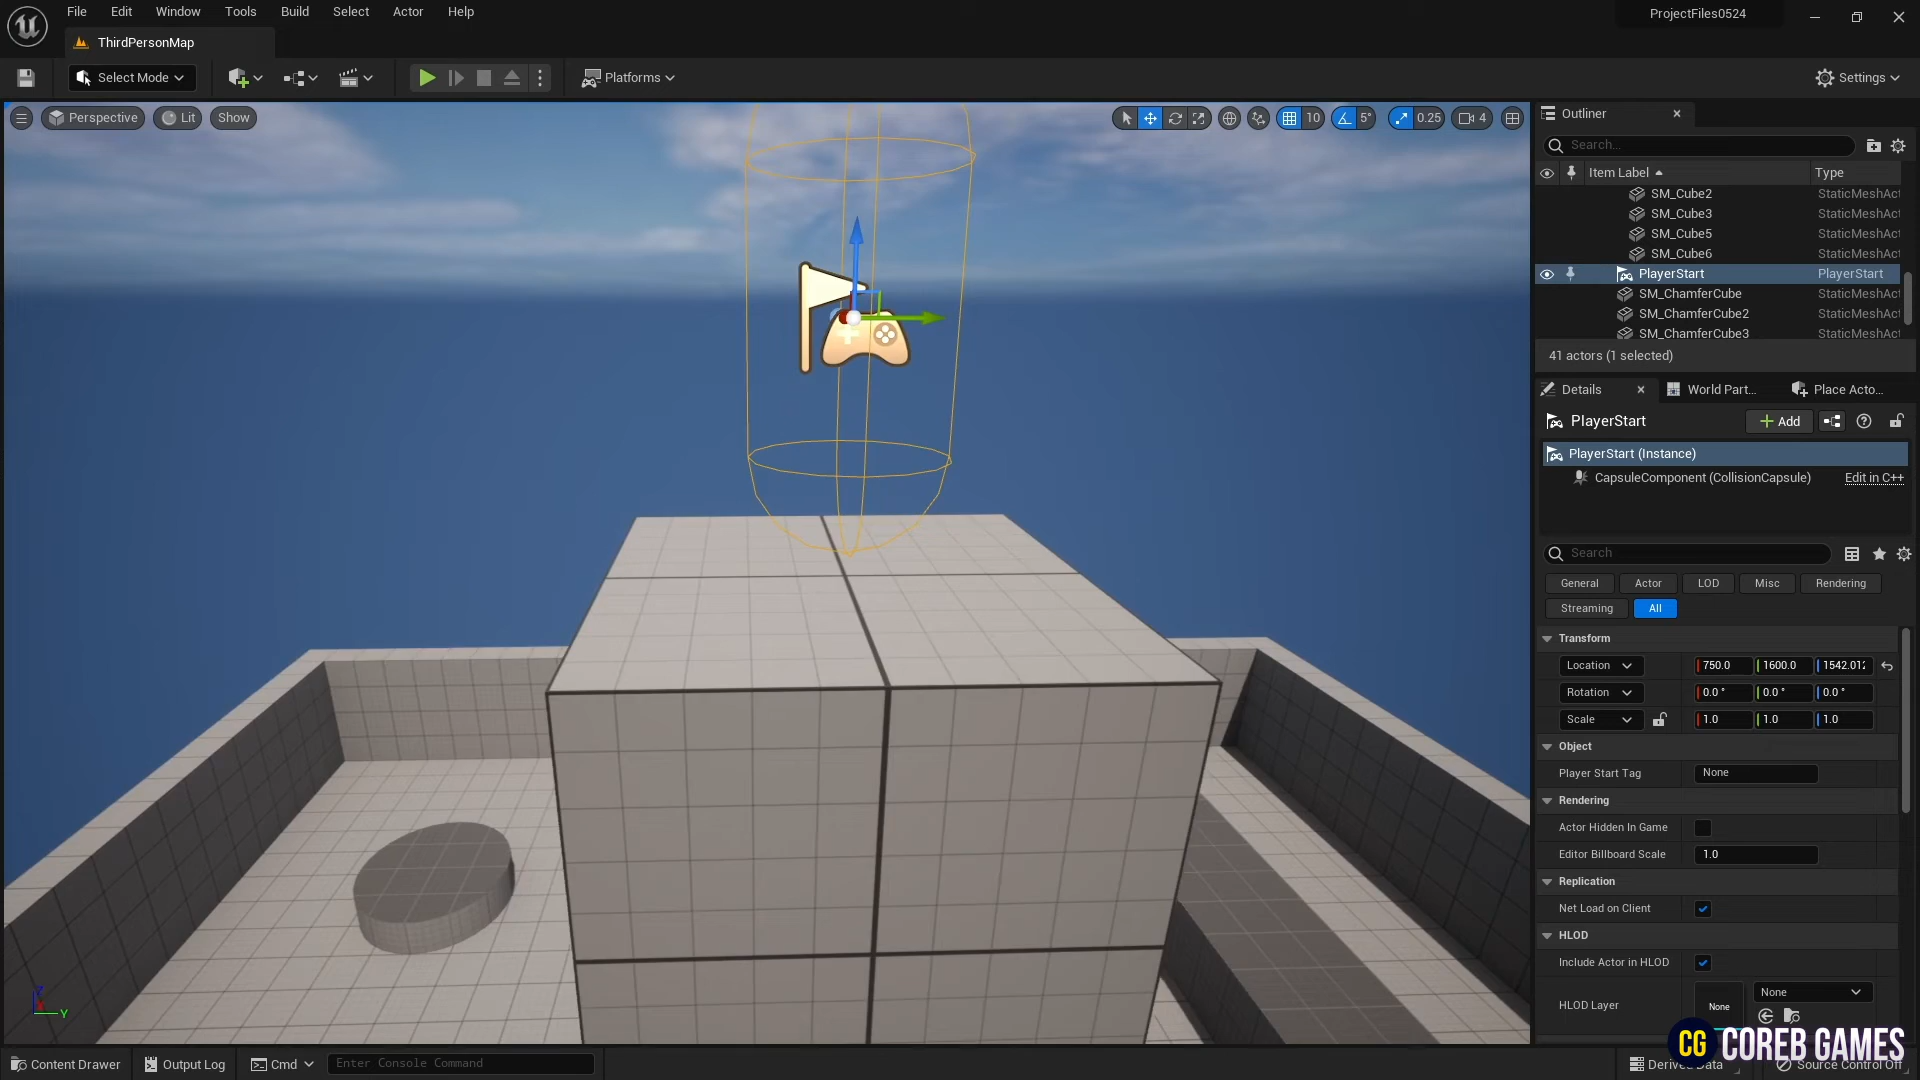 File Edit Window Tools Build Select Actor Help
ProjectFiles0524
ThirdPersonMap
Select Mode
Platforms
Settings
Perspective
Lit
Show
10
5°
0.25
4
Outliner
Search...
Item Label
Type
SM_Cube2 StaticMeshAct
SM_Cube3 StaticMeshAct
SM_Cube5 StaticMeshAct
SM_Cube6 StaticMeshAct
PlayerStart PlayerStart
SM_ChamferCube StaticMeshAct
SM_ChamferCube2 StaticMeshAct
SM_ChamferCube3 StaticMeshAct
41 actors (1 selected)
Details
World Part...
Place Acto...
PlayerStart
Add
PlayerStart (Instance)
CapsuleComponent (CollisionCapsule) Edit in C++
Search
General Actor LOD Misc Rendering
Streaming All
Transform
Location 750.0 1600.0 1542.012
Rotation 0.0 ° 0.0 ° 0.0 °
Scale 1.0 1.0 1.0
Object
Player Start Tag None
Rendering
Actor Hidden In Game
Editor Billboard Scale 1.0
Replication
Net Load on Client
HLOD
Include Actor in HLOD
HLOD Layer None None
Z
Y
CG COREB GAMES
Content Drawer Output Log Cmd Enter Console Command
Derived Data Source Control Off